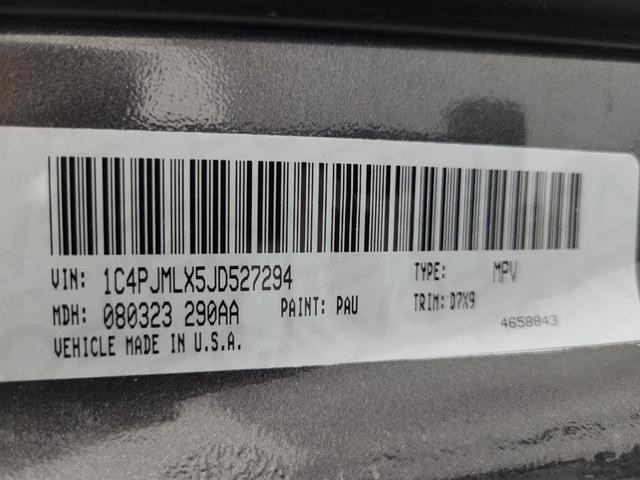 VIN: 1C4PJMLX5JD527294 TYPE: MPV
MDH: 080323 290AA PAINT: PAU TRIM: D7X9
VEHICLE MADE IN U.S.A. 4658843